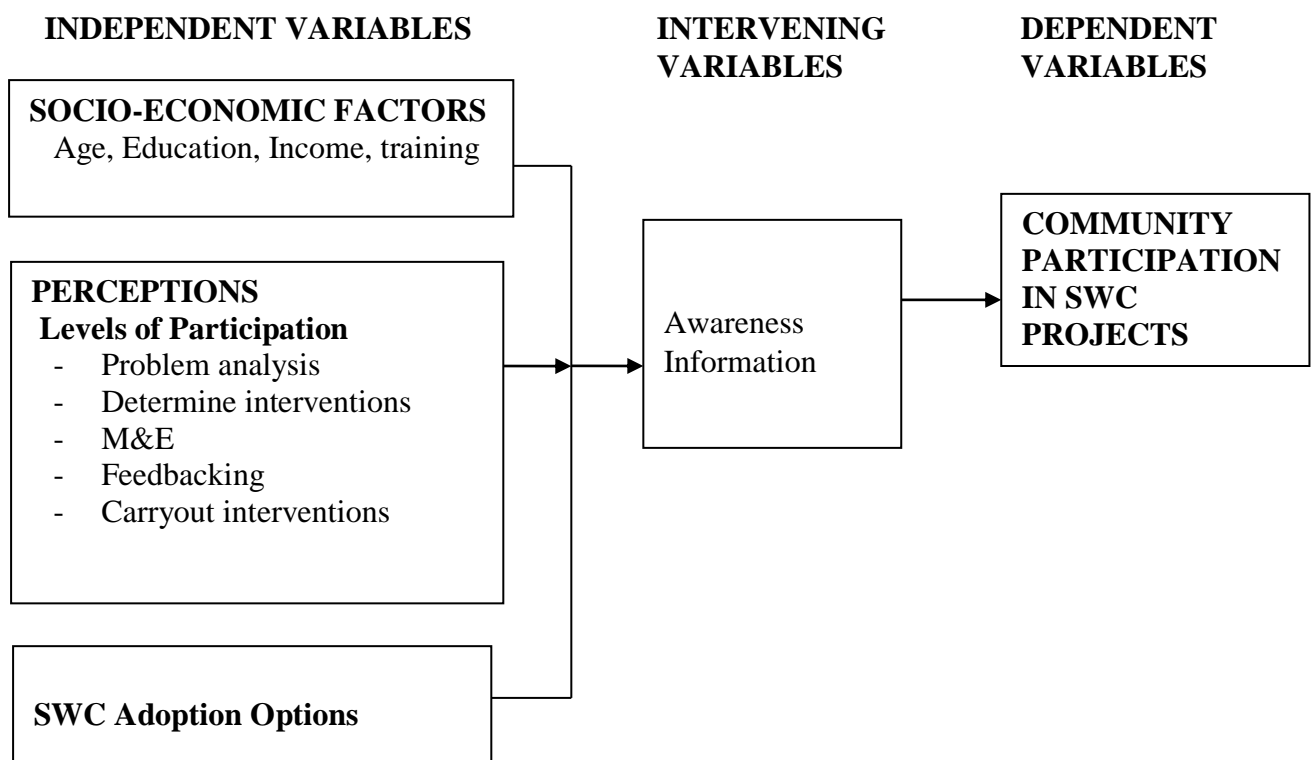 INDEPENDENT VARIABLES
INTERVENING
VARIABLES
DEPENDENT
VARIABLES
SOCIO-ECONOMIC FACTORS
Age, Education, Income, training
PERCEPTIONS
Levels of Participation
- Problem analysis
- Determine interventions
- M&E
- Feedbacking
- Carryout interventions
SWC Adoption Options
Awareness
Information
COMMUNITY
PARTICIPATION
IN SWC
PROJECTS